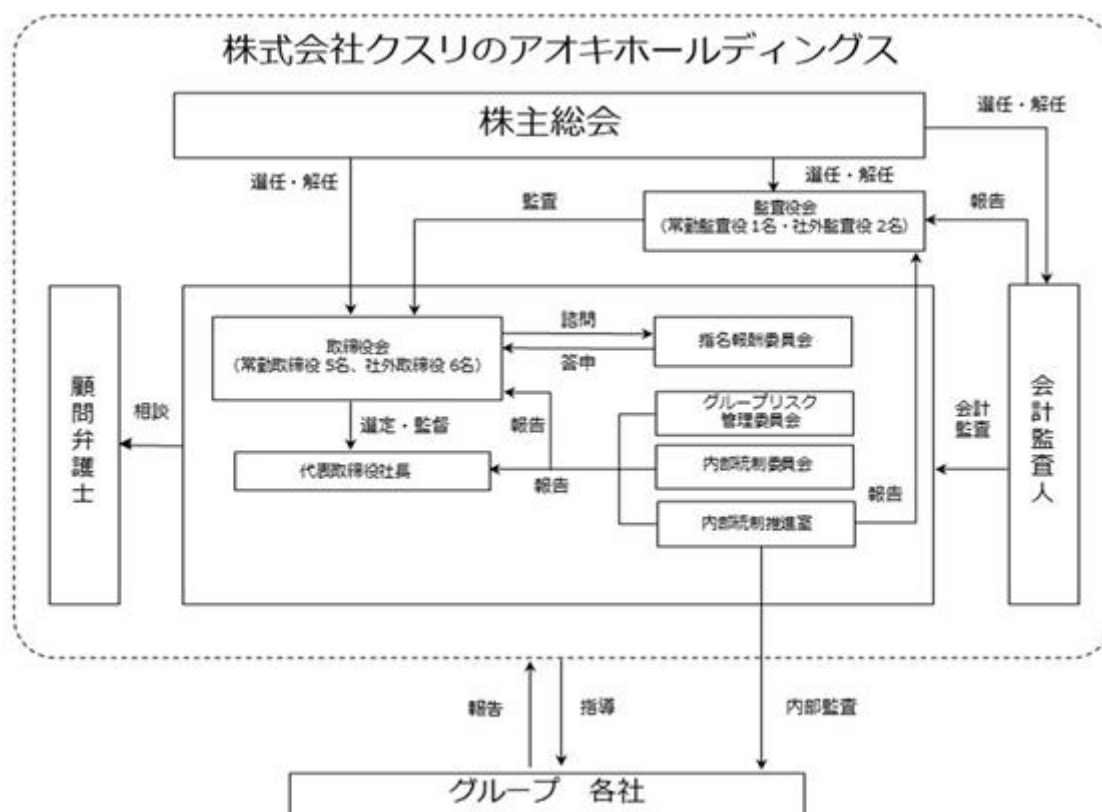 株式会社クスリのアオキホールディングス
株主総会
選任・解任
選任・解任
選任・解任
監査
監査役会
(常勤監査役 1名・社外監査役 2名)
報告
取締役会
(常勤取締役 5名、社外取締役 6名)
諮問
答申
指名報酬委員会
顧問弁護士
相談
選定・監督
報告
グループリスク
管理委員会
会計
監査
会計監査人
代表取締役社長
報告
内部統制委員会
報告
内部統制推進室
報告
指導
内部監査
グループ 各社